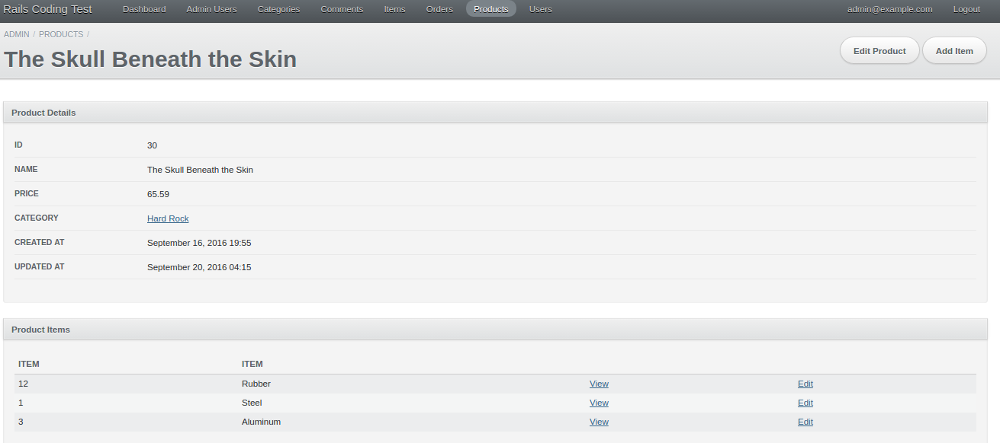 Rails Coding Test Dashboard Admin Users Categories Comments Items Orders Products Users admin@example.com Logout
ADMIN / PRODUCTS /
The Skull Beneath the Skin
Edit Product Add Item
Product Details
ID 30
NAME The Skull Beneath the Skin
PRICE 65.59
CATEGORY Hard Rock
CREATED AT September 16, 2016 19:55
UPDATED AT September 20, 2016 04:15
Product Items
ITEM ITEM
12 Rubber View Edit
1 Steel View Edit
3 Aluminum View Edit